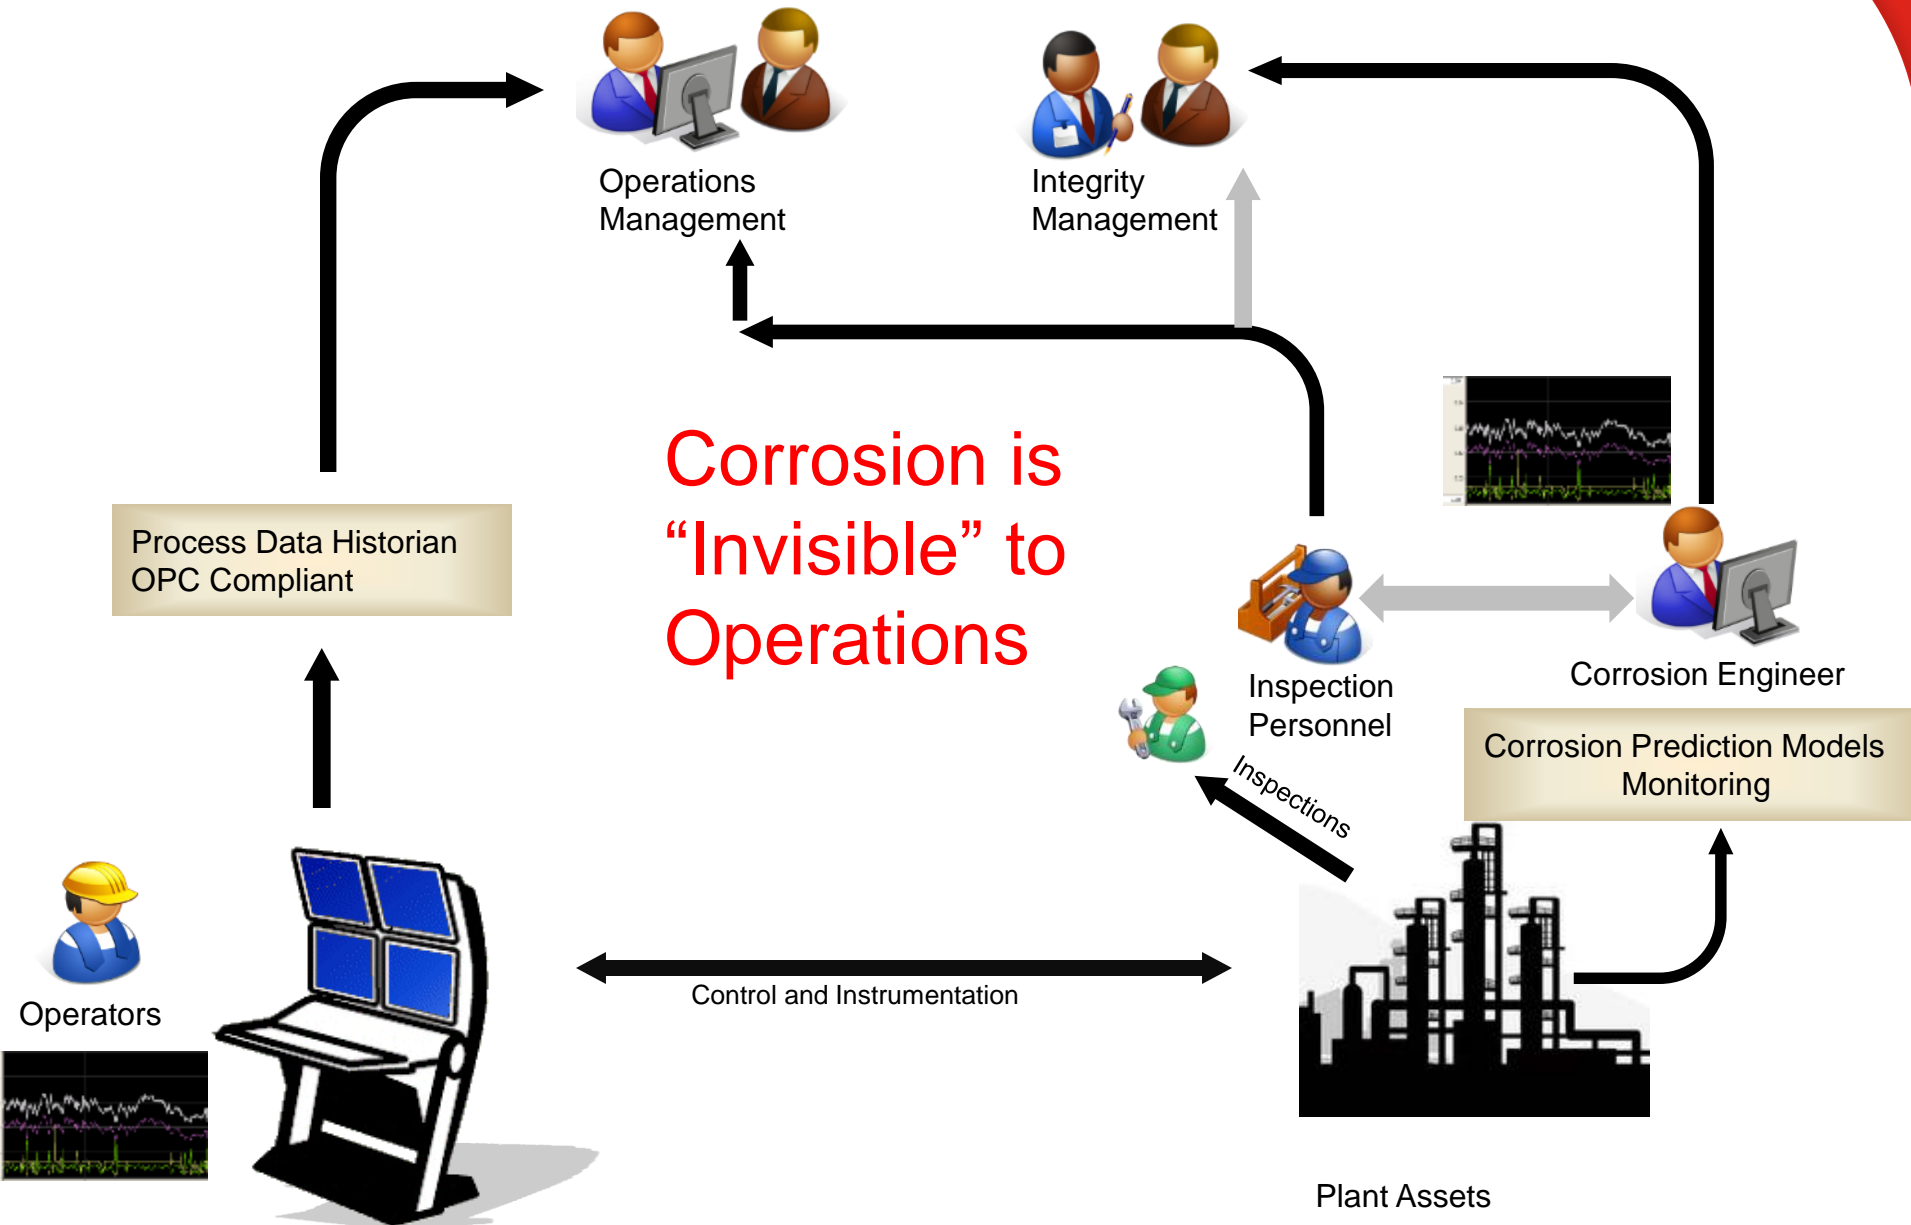 Operations
Management
Integrity
Management
Corrosion is
“Invisible” to
Operations
Process Data Historian
OPC Compliant
Inspection
Personnel
Corrosion Engineer
Corrosion Prediction Models
Monitoring
Inspections
Operators
Control and Instrumentation
Plant Assets